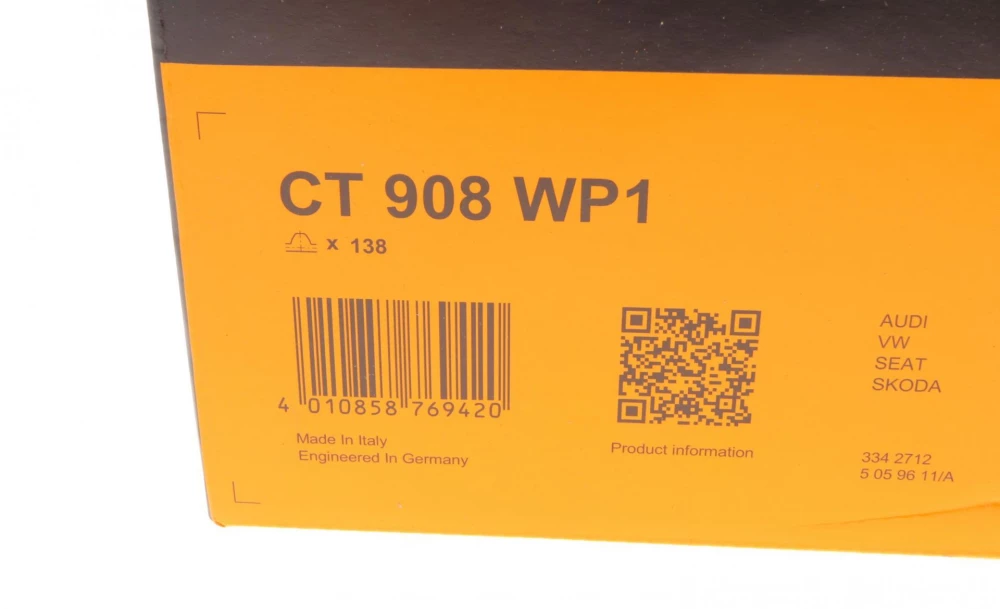 CT 908 WP1
x 138
4 010858 769420
Made In Italy
Engineered In Germany
Product information
AUDI
VW
SEAT
SKODA
334 2712
5 05 96 11/A